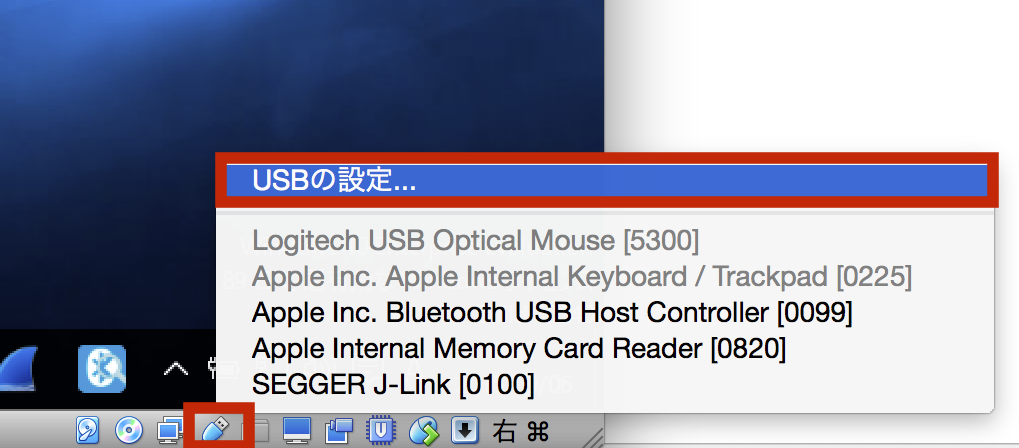 USBの設定...
Logitech USB Optical Mouse [5300]
Apple Inc. Apple Internal Keyboard / Trackpad [0225]
Apple Inc. Bluetooth USB Host Controller [0099]
Apple Internal Memory Card Reader [0820]
SEGGER J-Link [0100]
右 ⌘